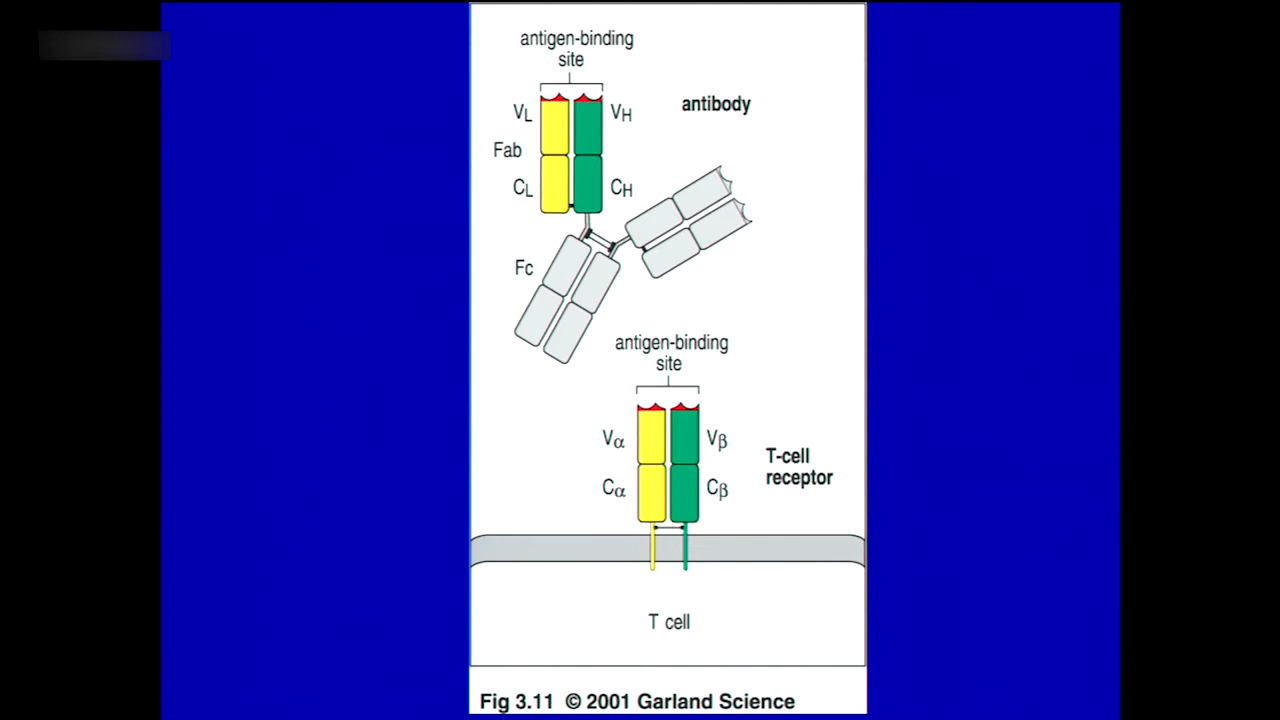 antigen-binding
site
VL
VH
antibody
Fab
CL
CH
Fc
antigen-binding
site
Vα
Vβ
T-cell
receptor
Cα
Cβ
T cell
Fig 3.11 © 2001 Garland Science